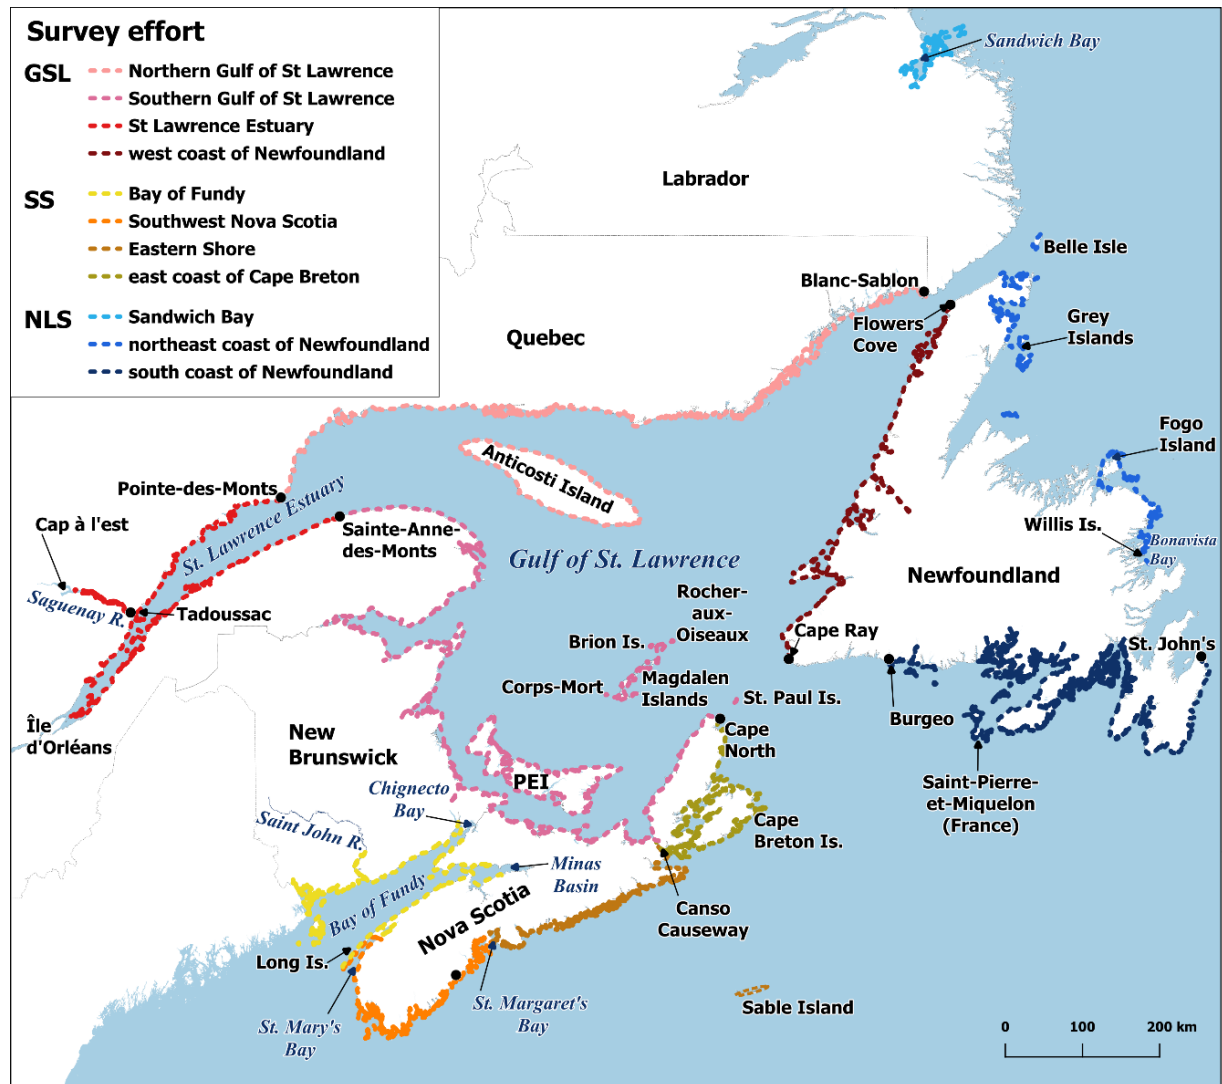 Survey effort
GSL
Northern Gulf of St Lawrence
Southern Gulf of St Lawrence
St Lawrence Estuary
west coast of Newfoundland
SS
Bay of Fundy
Southwest Nova Scotia
Eastern Shore
east coast of Cape Breton
NLS
Sandwich Bay
northeast coast of Newfoundland
south coast of Newfoundland
Sandwich Bay
Labrador
Belle Isle
Blanc-Sablon
Flowers
Cove
Grey
Islands
Quebec
Fogo
Island
Anticosti Island
Pointe-des-Monts
St. Lawrence Estuary
Cap à l'est
Sainte-Anne-
des-Monts
Willis Is.
Bonavista
Bay
Gulf of St. Lawrence
Newfoundland
Saguenay R.
Tadoussac
Rocher-
aux-
Oiseaux
Brion Is.
Cape Ray
St. John's
Corps-Mort
Magdalen
Islands
St. Paul Is.
Burgeo
Île
d'Orléans
New
Brunswick
Cape
North
PEI
Saint-Pierre-
et-Miquelon
(France)
Chignecto
Bay
Saint John R.
Cape
Breton Is.
Minas
Basin
Bay of Fundy
Nova Scotia
Canso
Causeway
Long Is.
St. Margaret's
Bay
St. Mary's
Bay
Sable Island
0 100 200 km